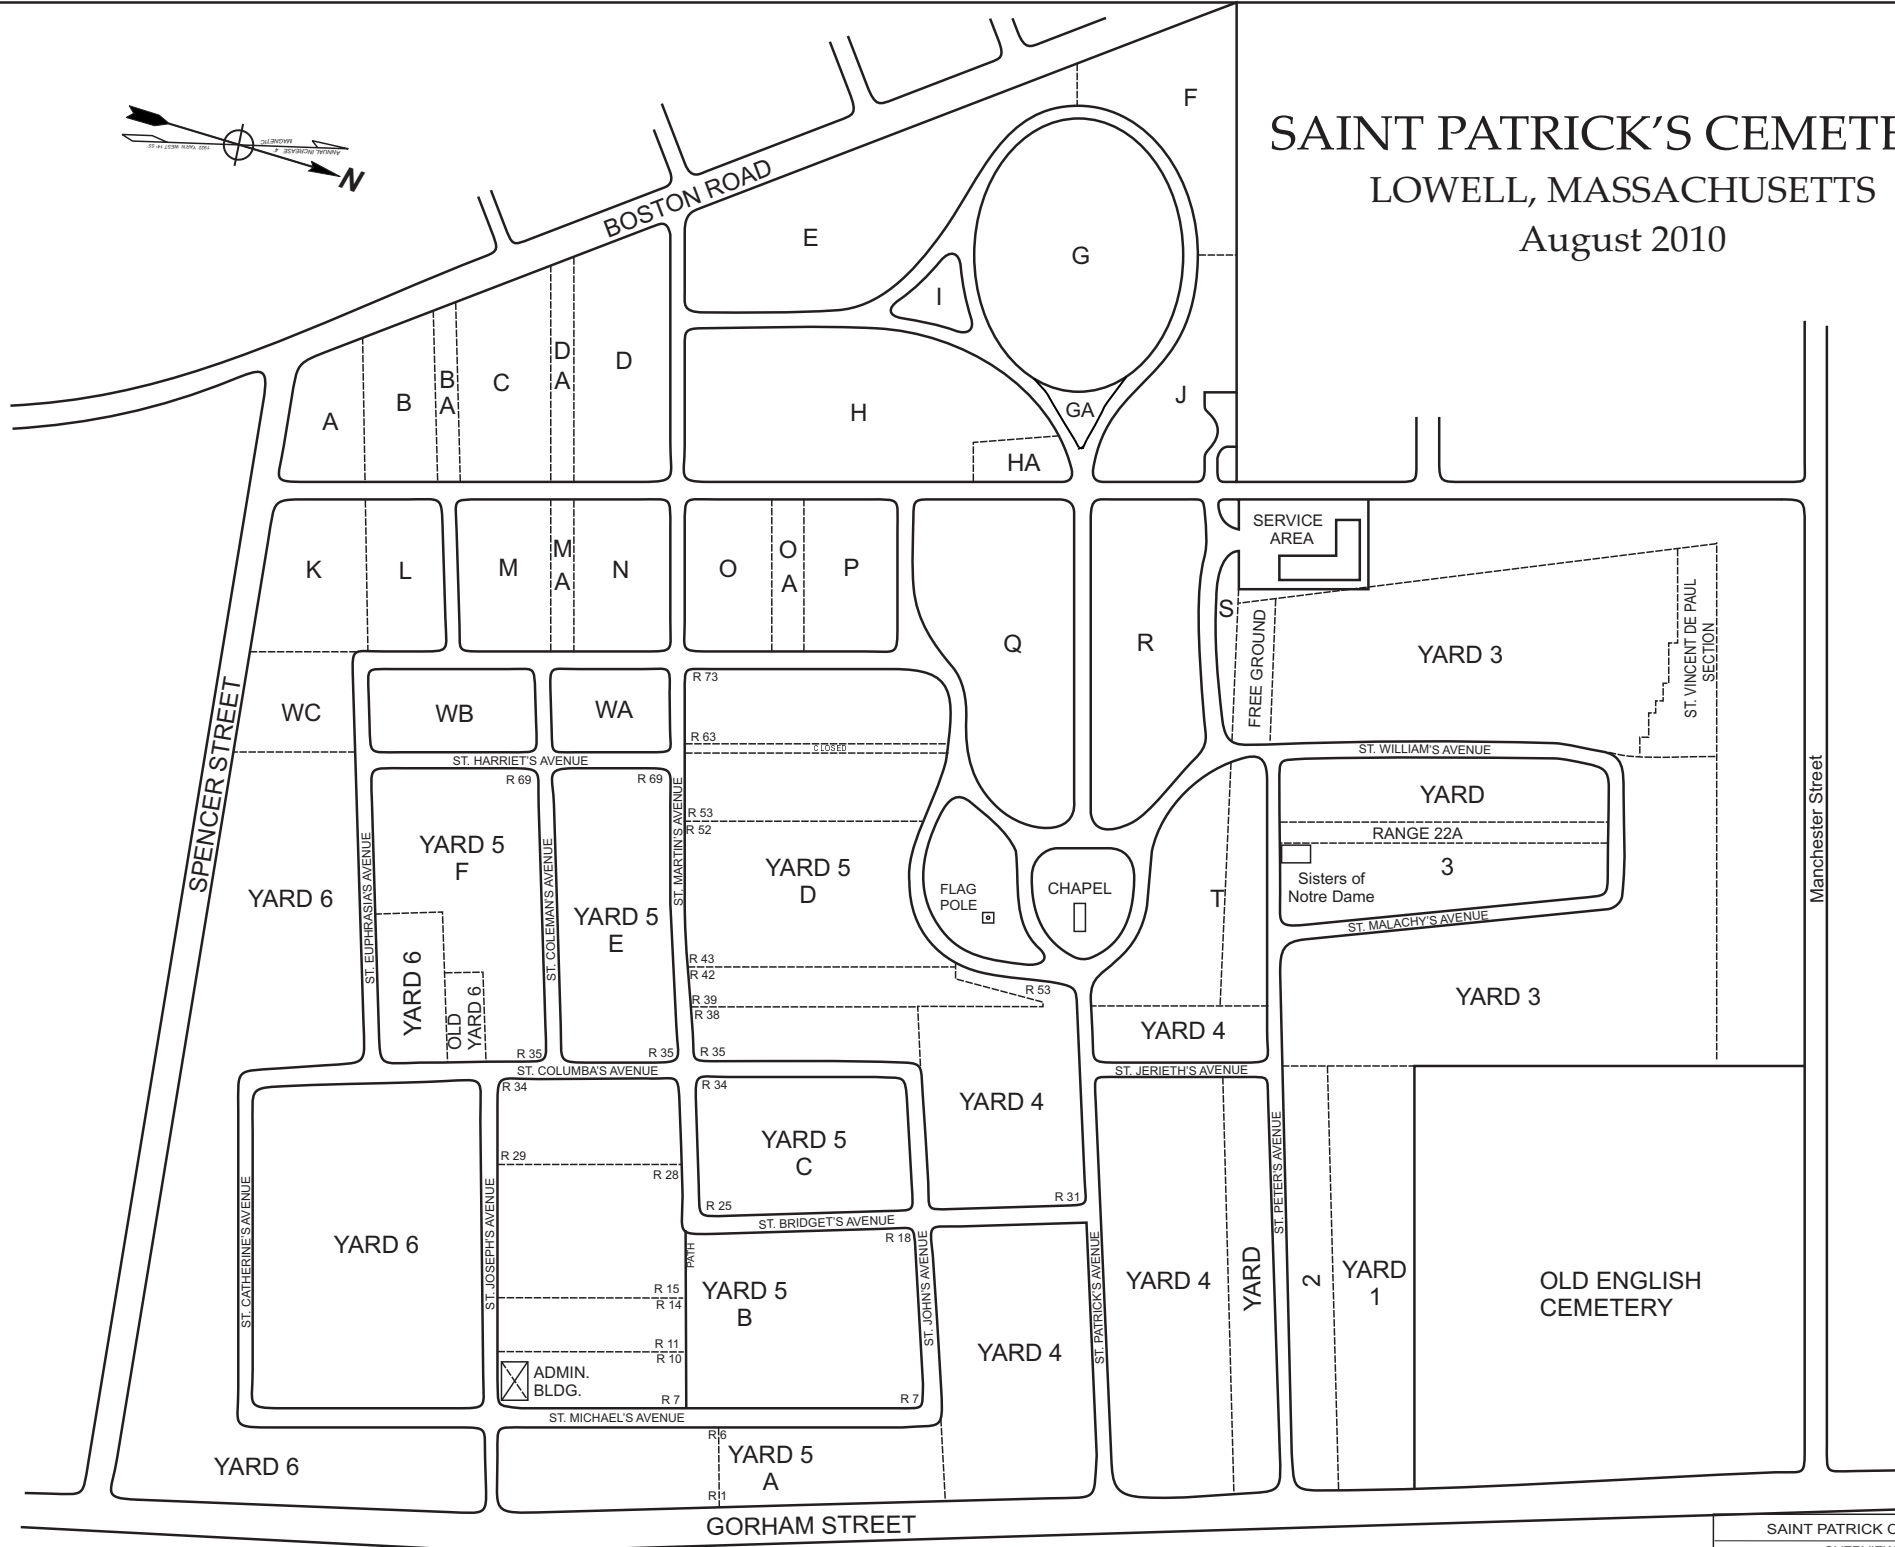 SAINT PATRICK'S CEMETE
LOWELL, MASSACHUSETTS
August 2010
N
MAGNETIC
ANNUAL INCREASE 4'
BOSTON ROAD
F
E
G
I
D
A
D
B
A
C
B
A
H
GA
J
HA
SERVICE
AREA
K
L
M
M
A
N
O
O
A
P
Q
R
S
FREE GROUND
YARD 3
ST. VINCENT DE PAUL
SECTION
WC
WB
WA
R 73
R 63
CLOSED
ST. HARRIET'S AVENUE
ST. WILLIAM'S AVENUE
SPENCER STREET
Manchester Street
R 69
R 69
ST. MARTIN'S AVENUE
R 53
R 52
YARD
RANGE 22A
3
Sisters of
Notre Dame
ST. MALACHY'S AVENUE
YARD 5
F
ST. EUPHRASIA'S AVENUE
ST. COLEMAN'S AVENUE
YARD 5
E
YARD 5
D
FLAG
POLE
CHAPEL
T
YARD 6
YARD 6
OLD
YARD 6
R 43
R 42
R 39
R 38
R 53
YARD 4
YARD 3
R 35
R 35
R 35
ST. COLUMBA'S AVENUE
ST. JERIETH'S AVENUE
R 34
R 34
YARD 4
YARD 5
C
R 29
R 28
R 25
R 31
ST. BRIDGET'S AVENUE
ST. CATHERINE'S AVENUE
YARD 6
ST. JOSEPH'S AVENUE
PATH
R 18
ST. JOHN'S AVENUE
ST. PATRICK'S AVENUE
ST. PETER'S AVENUE
R 15
R 14
YARD 5
B
YARD 4
YARD
2
YARD
1
OLD ENGLISH
CEMETERY
R 11
R 10
ADMIN.
BLDG.
R 7
R 7
YARD 4
ST. MICHAEL'S AVENUE
YARD 6
R 6
YARD 5
A
R 1
GORHAM STREET
SAINT PATRICK C